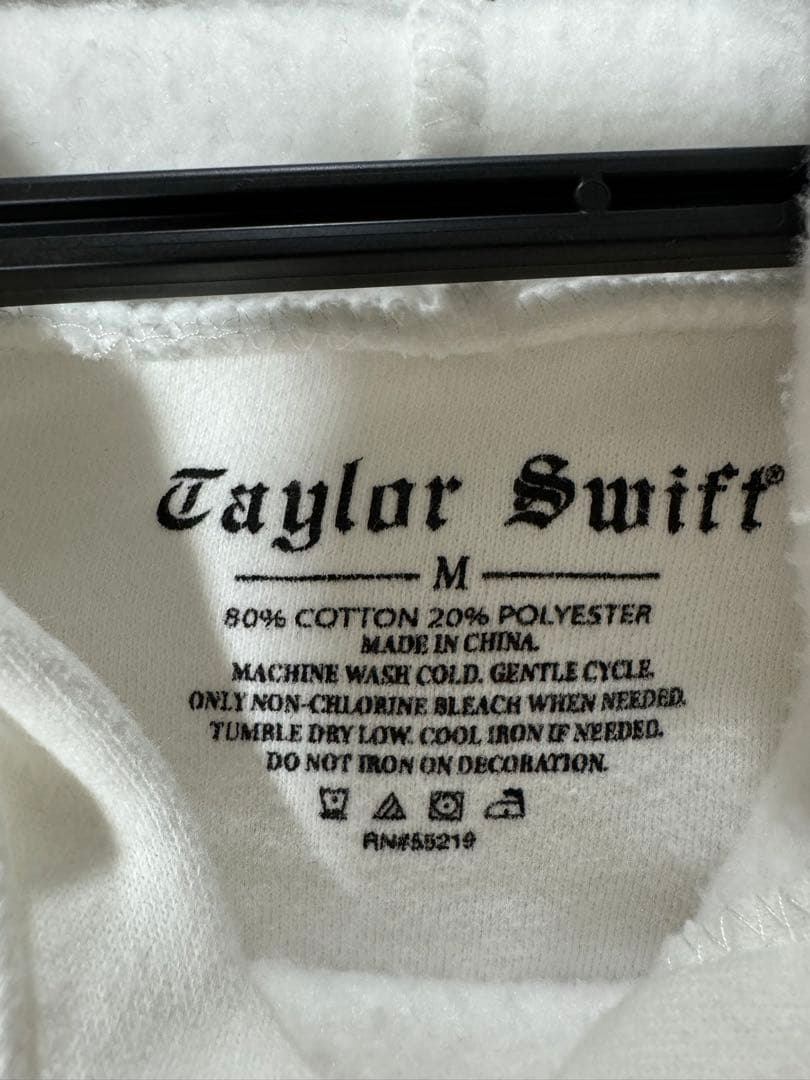 Taylor Swift®
M
80% COTTON 20% POLYESTER
MADE IN CHINA.
MACHINE WASH COLD. GENTLE CYCLE.
ONLY NON-CHLORINE BLEACH WHEN NEEDED.
TUMBLE DRY LOW. COOL IRON IF NEEDED.
DO NOT IRON ON DECORATION.
RN#55219